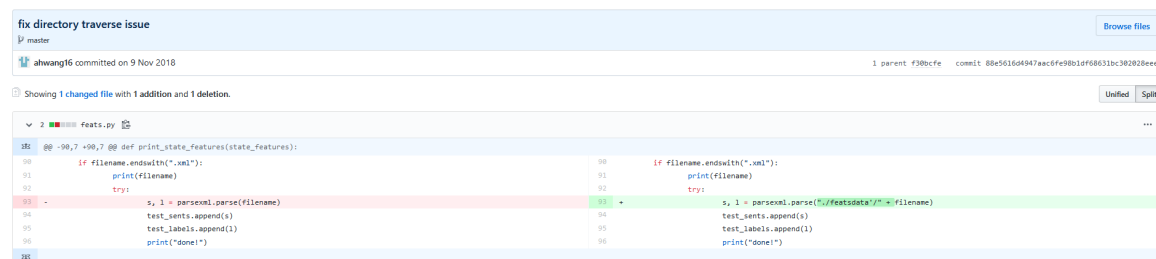 fix directory traverse issue
Browse files
master
ahwang16 committed on 9 Nov 2018
1 parent f30bcfe commit 88e5616d4947aac6fe98b1df68631bc302028eee
Showing 1 changed file with 1 addition and 1 deletion.
Unified Split
2 feats.py
@@ -90,7 +90,7 @@ def print_state_features(state_features):
90 if filename.endswith(".xml"): 90 if filename.endswith(".xml"):
91 print(filename) 91 print(filename)
92 try: 92 try:
93 - s, l = parsexml.parse(filename) 93 + s, l = parsexml.parse("./featsdata'/" + filename)
94 test_sents.append(s) 94 test_sents.append(s)
95 test_labels.append(l) 95 test_labels.append(l)
96 print("done!") 96 print("done!")